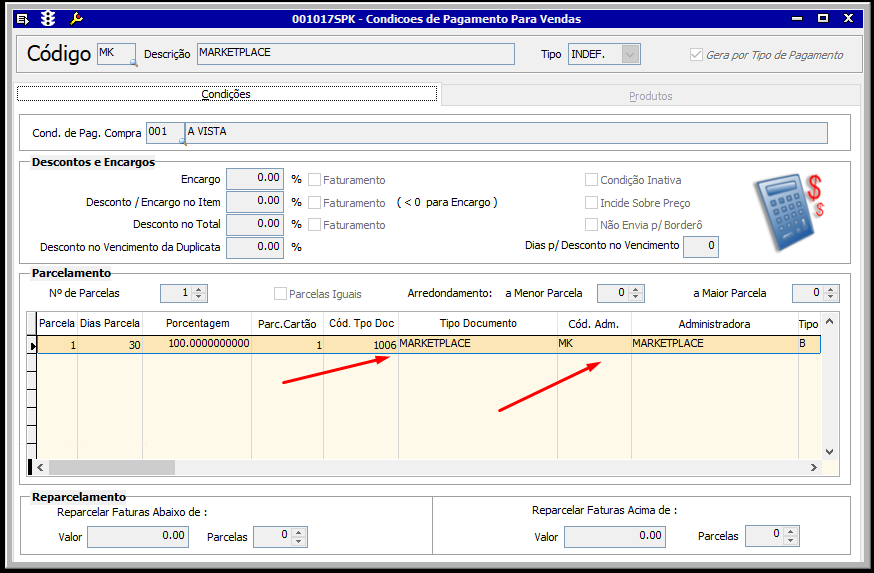 001017SPK - Condicoes de Pagamento Para Vendas
Código MK Descrição MARKETPLACE Tipo INDEF. Gera por Tipo de Pagamento
Condições Produtos
Cond. de Pag. Compra 001 A VISTA
Descontos e Encargos
Encargo 0.00 % Faturamento Condição Inativa
Desconto / Encargo no Item 0.00 % Faturamento ( < 0 para Encargo ) Incide Sobre Preço
Desconto no Total 0.00 % Faturamento Não Envia p/ Borderô
Desconto no Vencimento da Duplicata 0.00 % Dias p/ Desconto no Vencimento 0
Parcelamento
Nº de Parcelas 1 Parcelas Iguais Arredondamento: a Menor Parcela 0 a Maior Parcela 0
Parcela Dias Parcela Porcentagem Parc.Cartão Cód. Tpo Doc Tipo Documento Cód. Adm. Administradora Tipo
1 30 100.0000000000 1 1006 MARKETPLACE MK MARKETPLACE B
Reparcelamento
Reparcelar Faturas Abaixo de : Reparcelar Faturas Acima de :
Valor 0.00 Parcelas 0 Valor 0.00 Parcelas 0